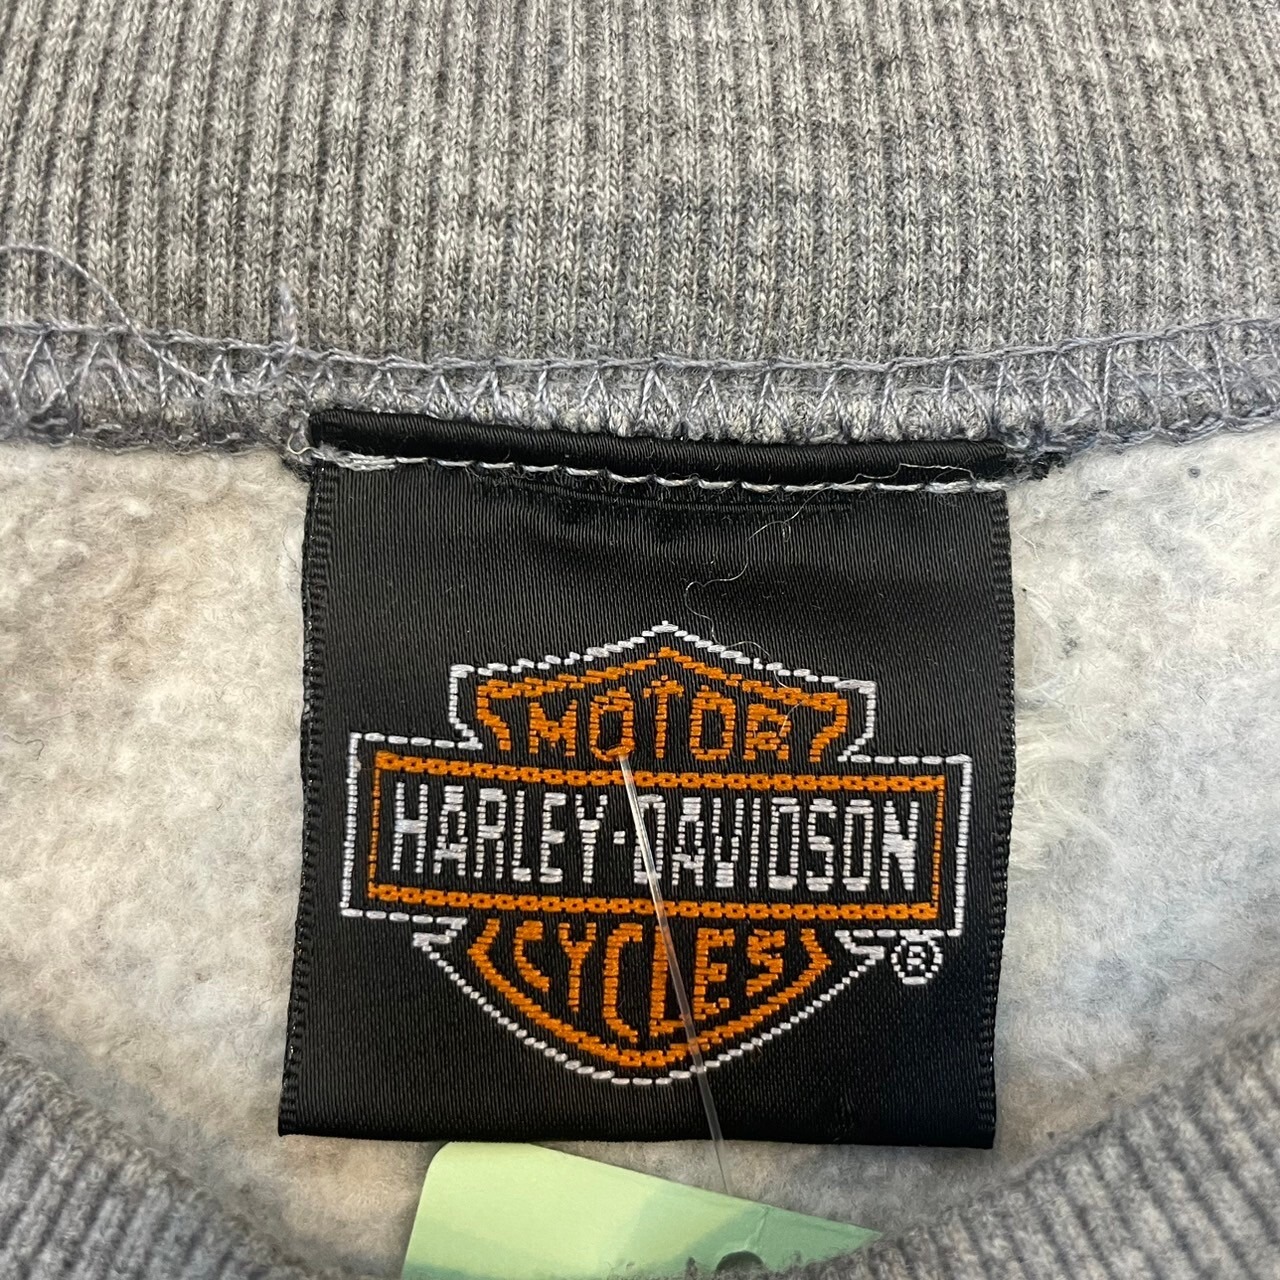 MOTOR
HARLEY-DAVIDSON
CYCLES
®